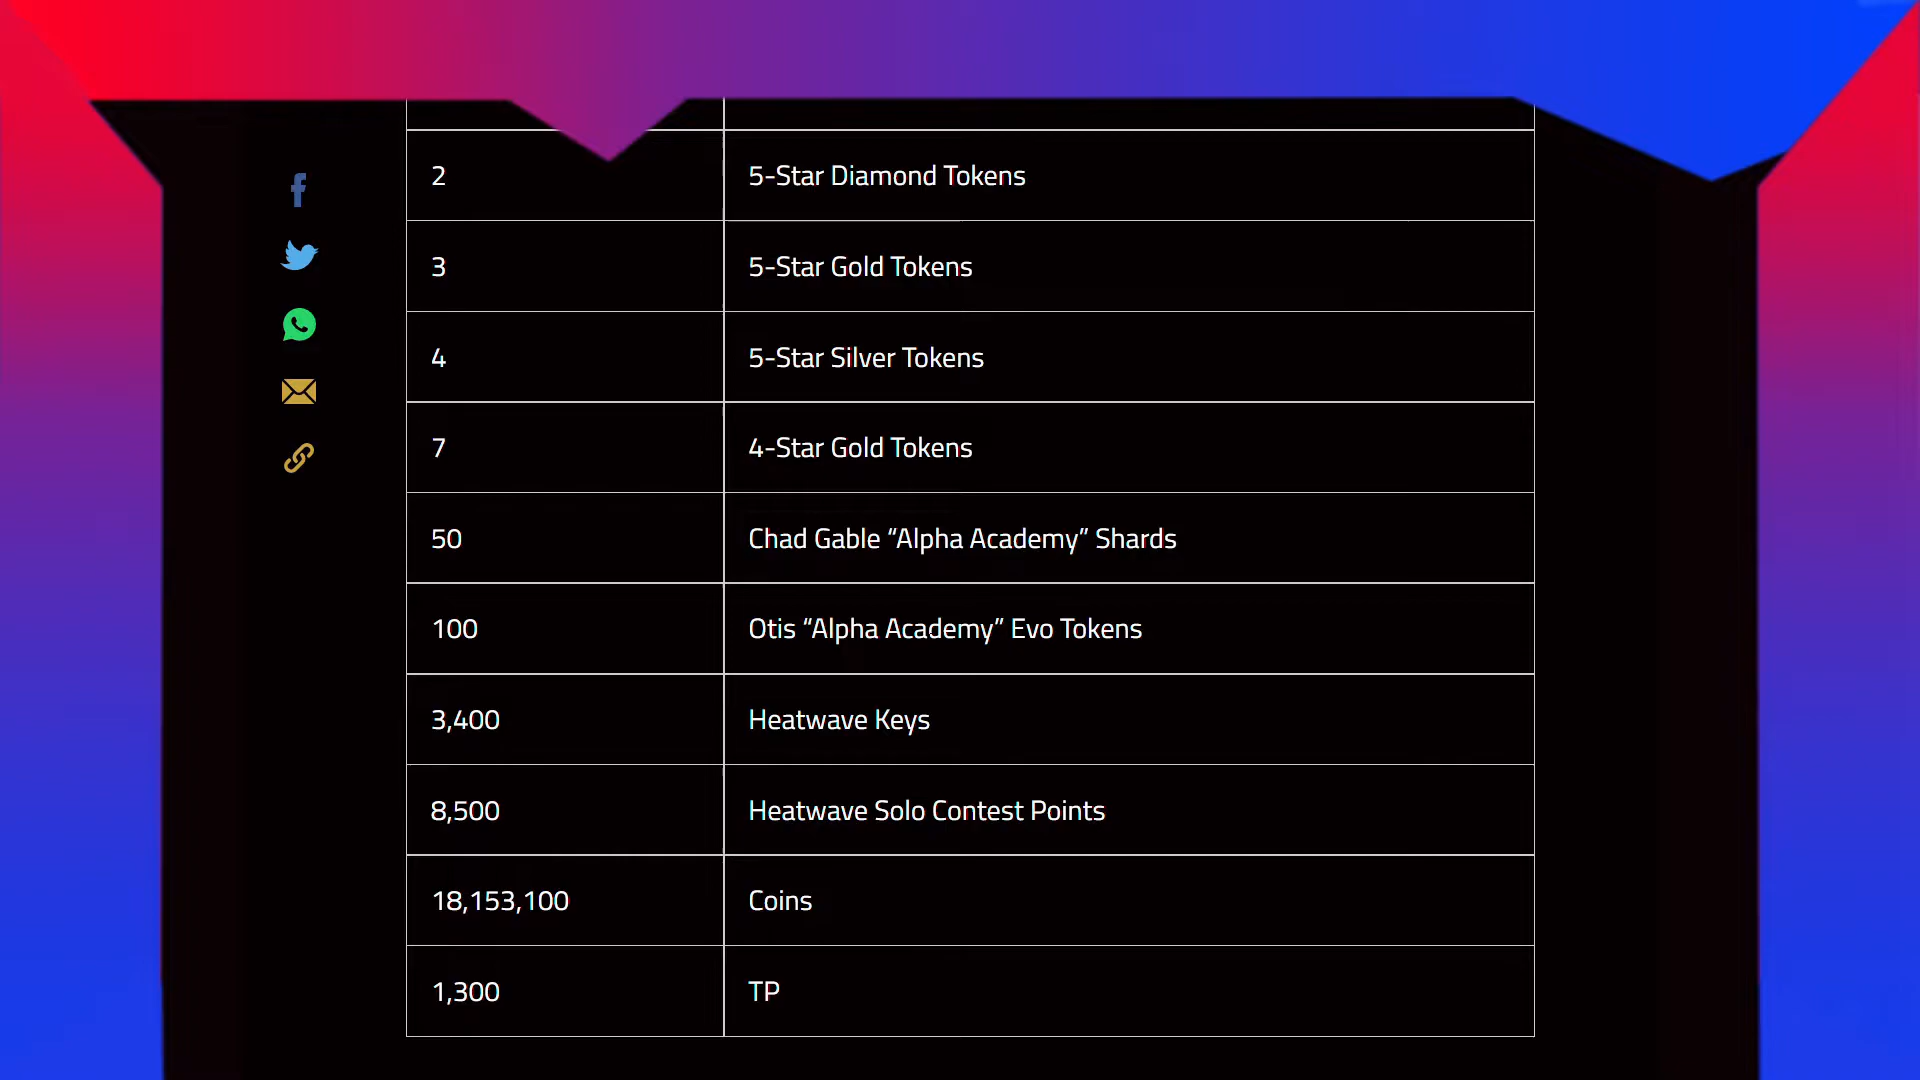 2 5-Star Diamond Tokens
3 5-Star Gold Tokens
4 5-Star Silver Tokens
7 4-Star Gold Tokens
50 Chad Gable “Alpha Academy” Shards
100 Otis “Alpha Academy” Evo Tokens
3,400 Heatwave Keys
8,500 Heatwave Solo Contest Points
18,153,100 Coins
1,300 TP